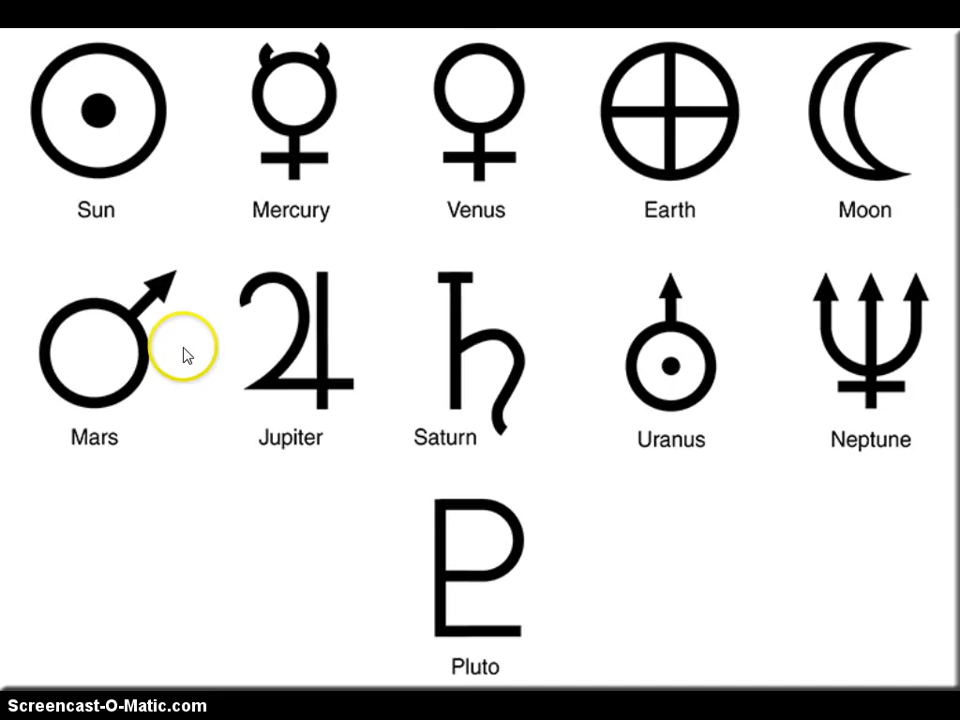 Sun Mercury Venus Earth Moon
Mars Jupiter Saturn Uranus Neptune
Pluto
Screencast-O-Matic.com